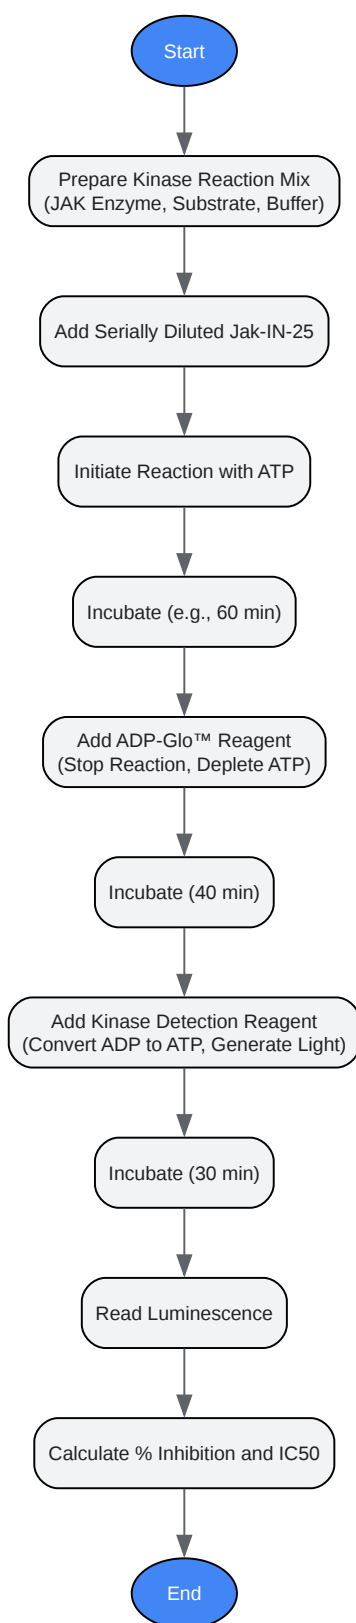 Start
Prepare Kinase Reaction Mix
(JAK Enzyme, Substrate, Buffer)
Add Serially Diluted Jak-IN-25
Initiate Reaction with ATP
Incubate (e.g., 60 min)
Add ADP-Glo™ Reagent
(Stop Reaction, Deplete ATP)
Incubate (40 min)
Add Kinase Detection Reagent
(Convert ADP to ATP, Generate Light)
Incubate (30 min)
Read Luminescence
Calculate % Inhibition and IC50
End